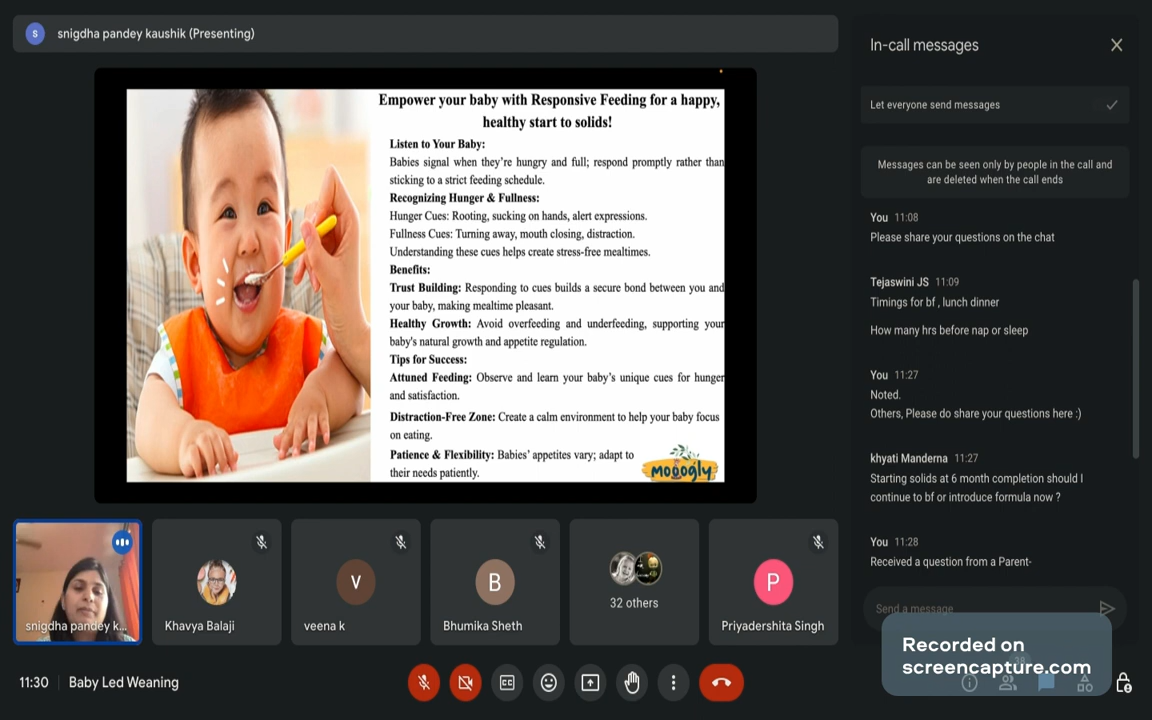 S snigdha pandey kaushik (Presenting)
Empower your baby with Responsive Feeding for a happy,
healthy start to solids!
Listen to Your Baby:
Babies signal when they're hungry and full; respond promptly rather than
sticking to a strict feeding schedule.
Recognizing Hunger & Fullness:
Hunger Cues: Rooting, sucking on hands, alert expressions.
Fullness Cues: Turning away, mouth closing, distraction.
Understanding these cues helps create stress-free mealtimes.
Benefits:
Trust Building: Responding to cues builds a secure bond between you and
your baby, making mealtime pleasant.
Healthy Growth: Avoid overfeeding and underfeeding, supporting your
baby's natural growth and appetite regulation.
Tips for Success:
Attuned Feeding: Observe and learn your baby's unique cues for hunger
and satisfaction.
Distraction-Free Zone: Create a calm environment to help your baby focus
on eating.
Patience & Flexibility: Babies' appetites vary; adapt to
their needs patiently.
mogogly
snigdha pandey k...
Khavya Balaji
V
veena k
B
Bhumika Sheth
32 others
P
Priyadershita Singh
11:30 | Baby Led Weaning
CC
In-call messages
Let everyone send messages
Messages can be seen only by people in the call and
are deleted when the call ends
You 11:08
Please share your questions on the chat
Tejaswini JS 11:09
Timings for bf , lunch dinner
How many hrs before nap or sleep
You 11:27
Noted.
Others, Please do share your questions here :)
khyati Manderna 11:27
Starting solids at 6 month completion should I
continue to bf or introduce formula now ?
You 11:28
Received a question from a Parent-
Send a message
Recorded on
screencapture.com